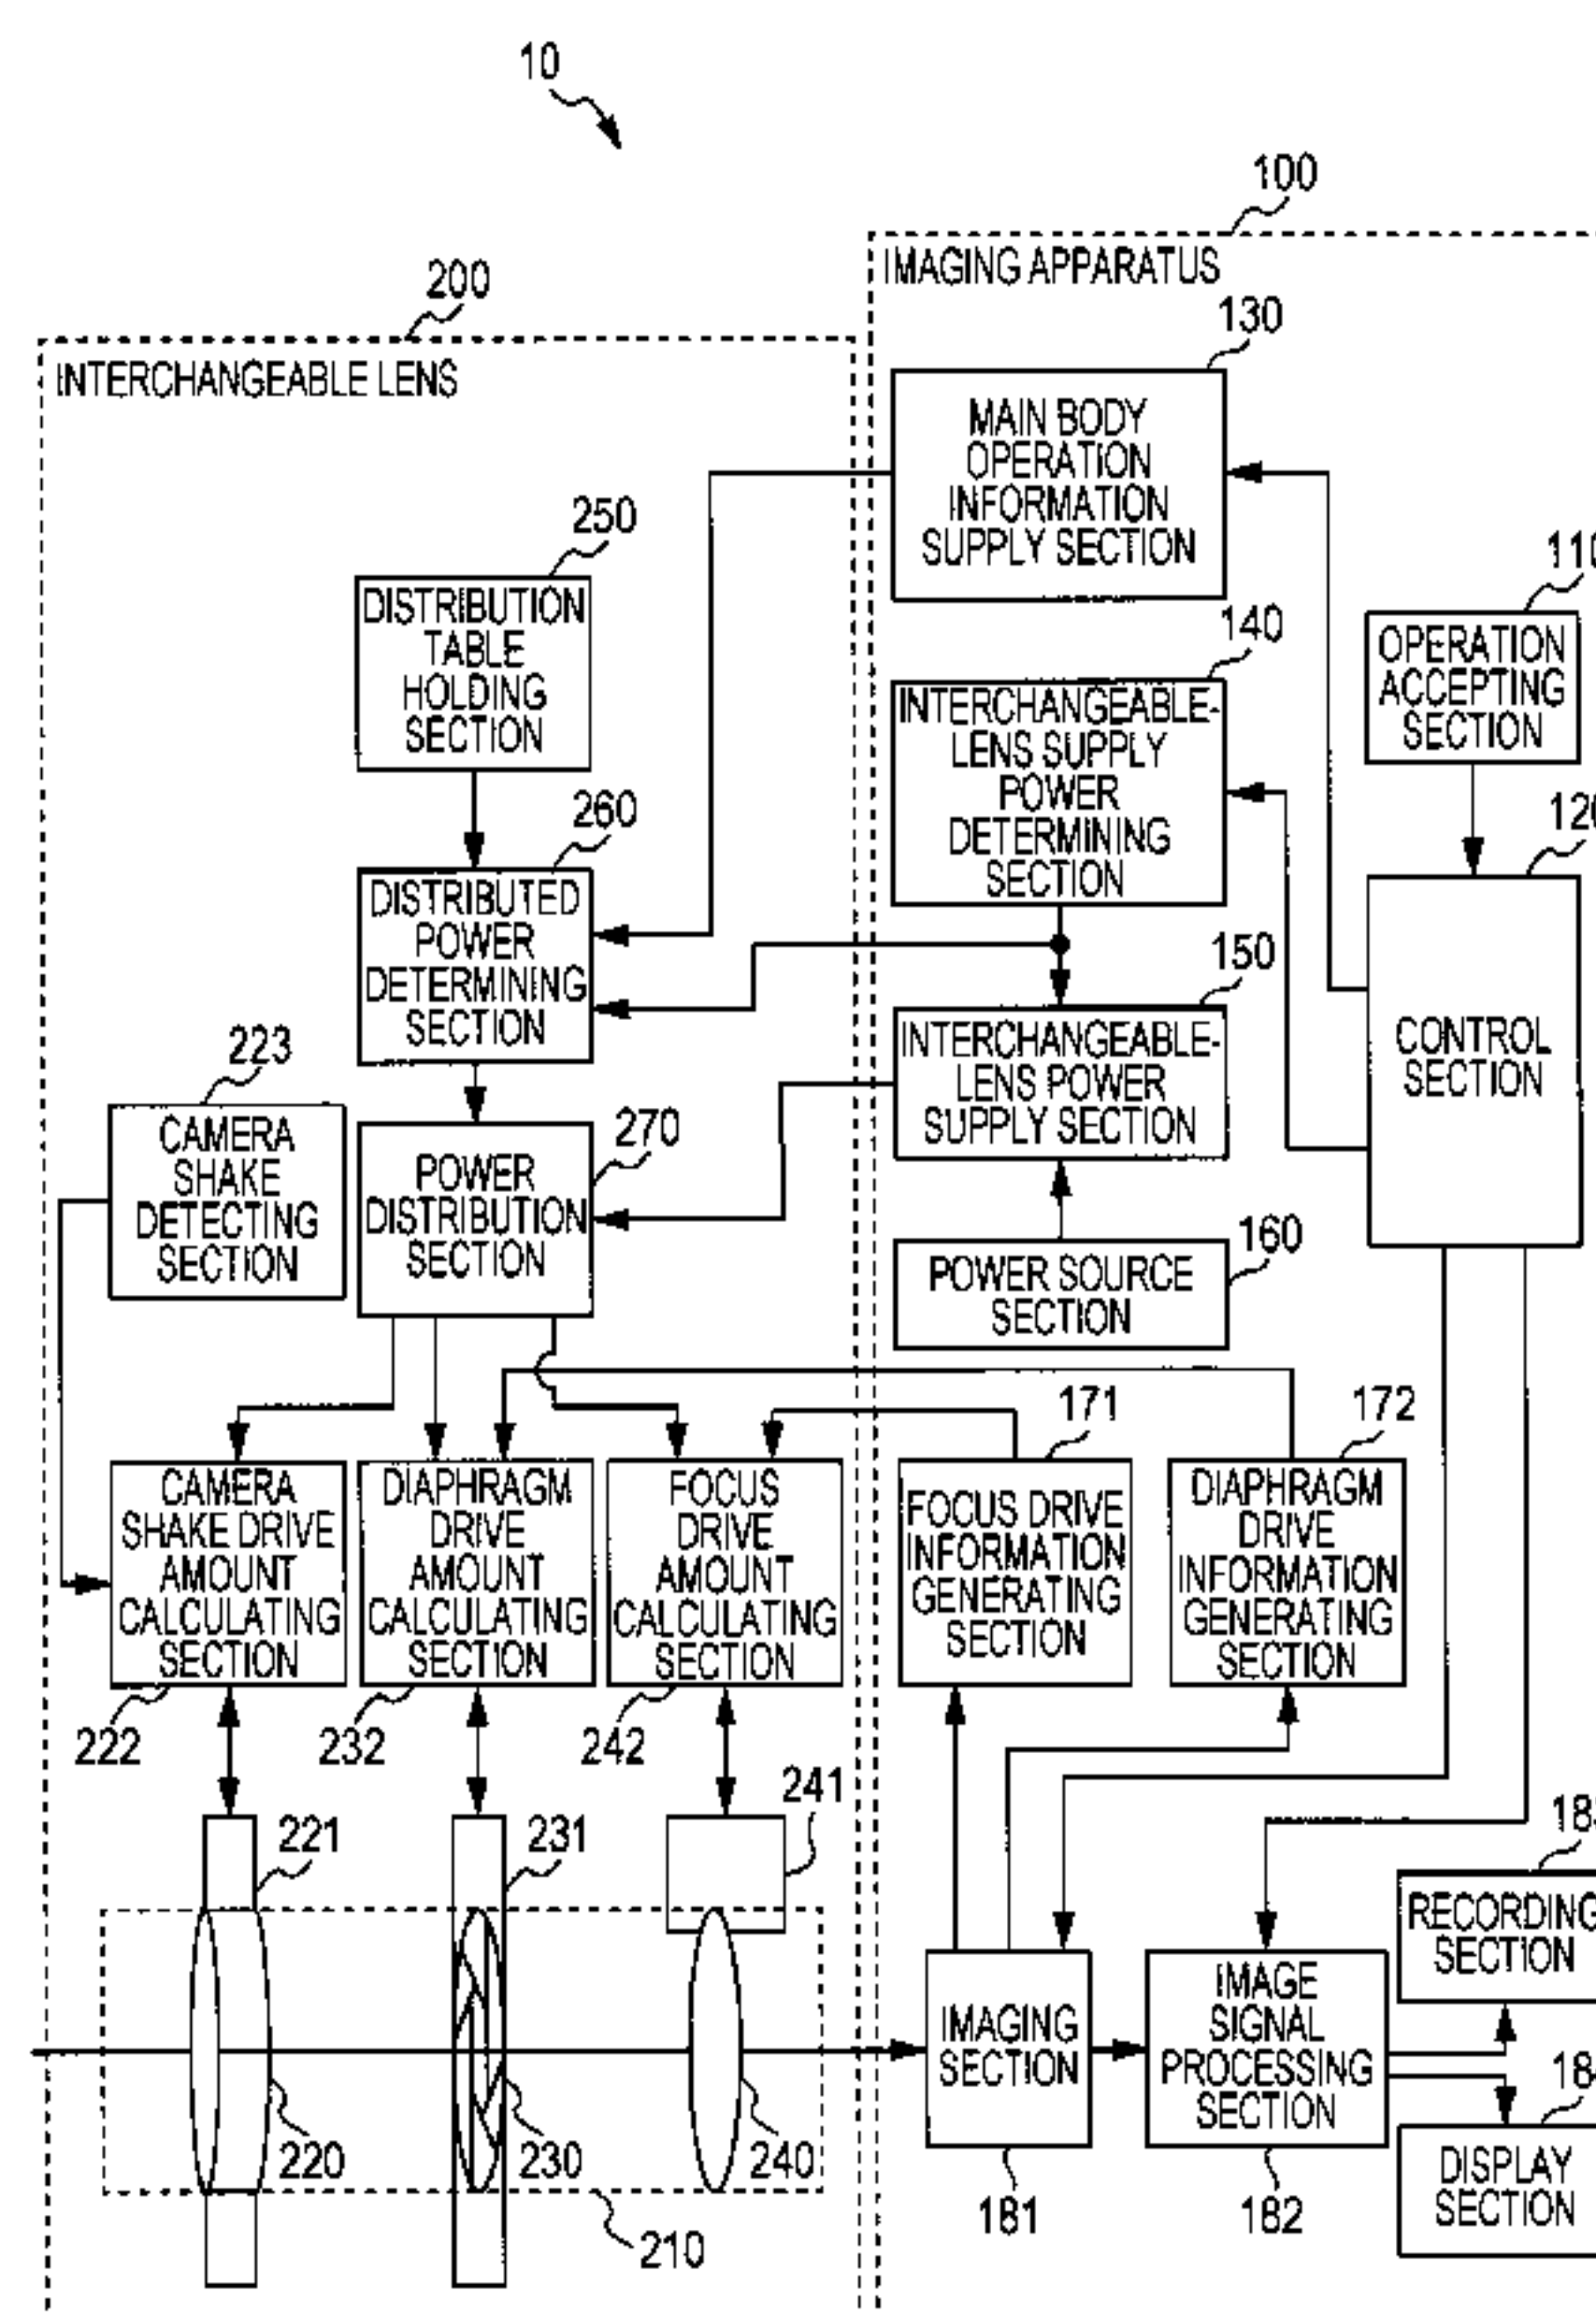 10
100
IMAGING APPARATUS
200
INTERCHANGEABLE LENS
130
MAIN BODY
OPERATION
INFORMATION
SUPPLY SECTION
250
DISTRIBUTION
TABLE
HOLDING
SECTION
140
INTERCHANGEABLE-
LENS SUPPLY
POWER
DETERMINING
SECTION
OPERATION
ACCEPTING
SECTION
260
DISTRIBUTED
POWER
DETERMINING
SECTION
150
INTERCHANGEABLE-
LENS POWER
SUPPLY SECTION
CONTROL
SECTION
223
CAMERA
SHAKE
DETECTING
SECTION
270
POWER
DISTRIBUTION
SECTION
160
POWER SOURCE
SECTION
171
172
CAMERA
SHAKE DRIVE
AMOUNT
CALCULATING
SECTION
DIAPHRAGM
DRIVE
AMOUNT
CALCULATING
SECTION
FOCUS
DRIVE
AMOUNT
CALCULATING
SECTION
FOCUS DRIVE
INFORMATION
GENERATING
SECTION
DIAPHRAGM
DRIVE
INFORMATION
GENERATING
SECTION
222
232
242
221
231
241
RECORDING
SECTION
IMAGING
SECTION
IMAGE
SIGNAL
PROCESSING
SECTION
220
230
240
DISPLAY
SECTION
181
182
210